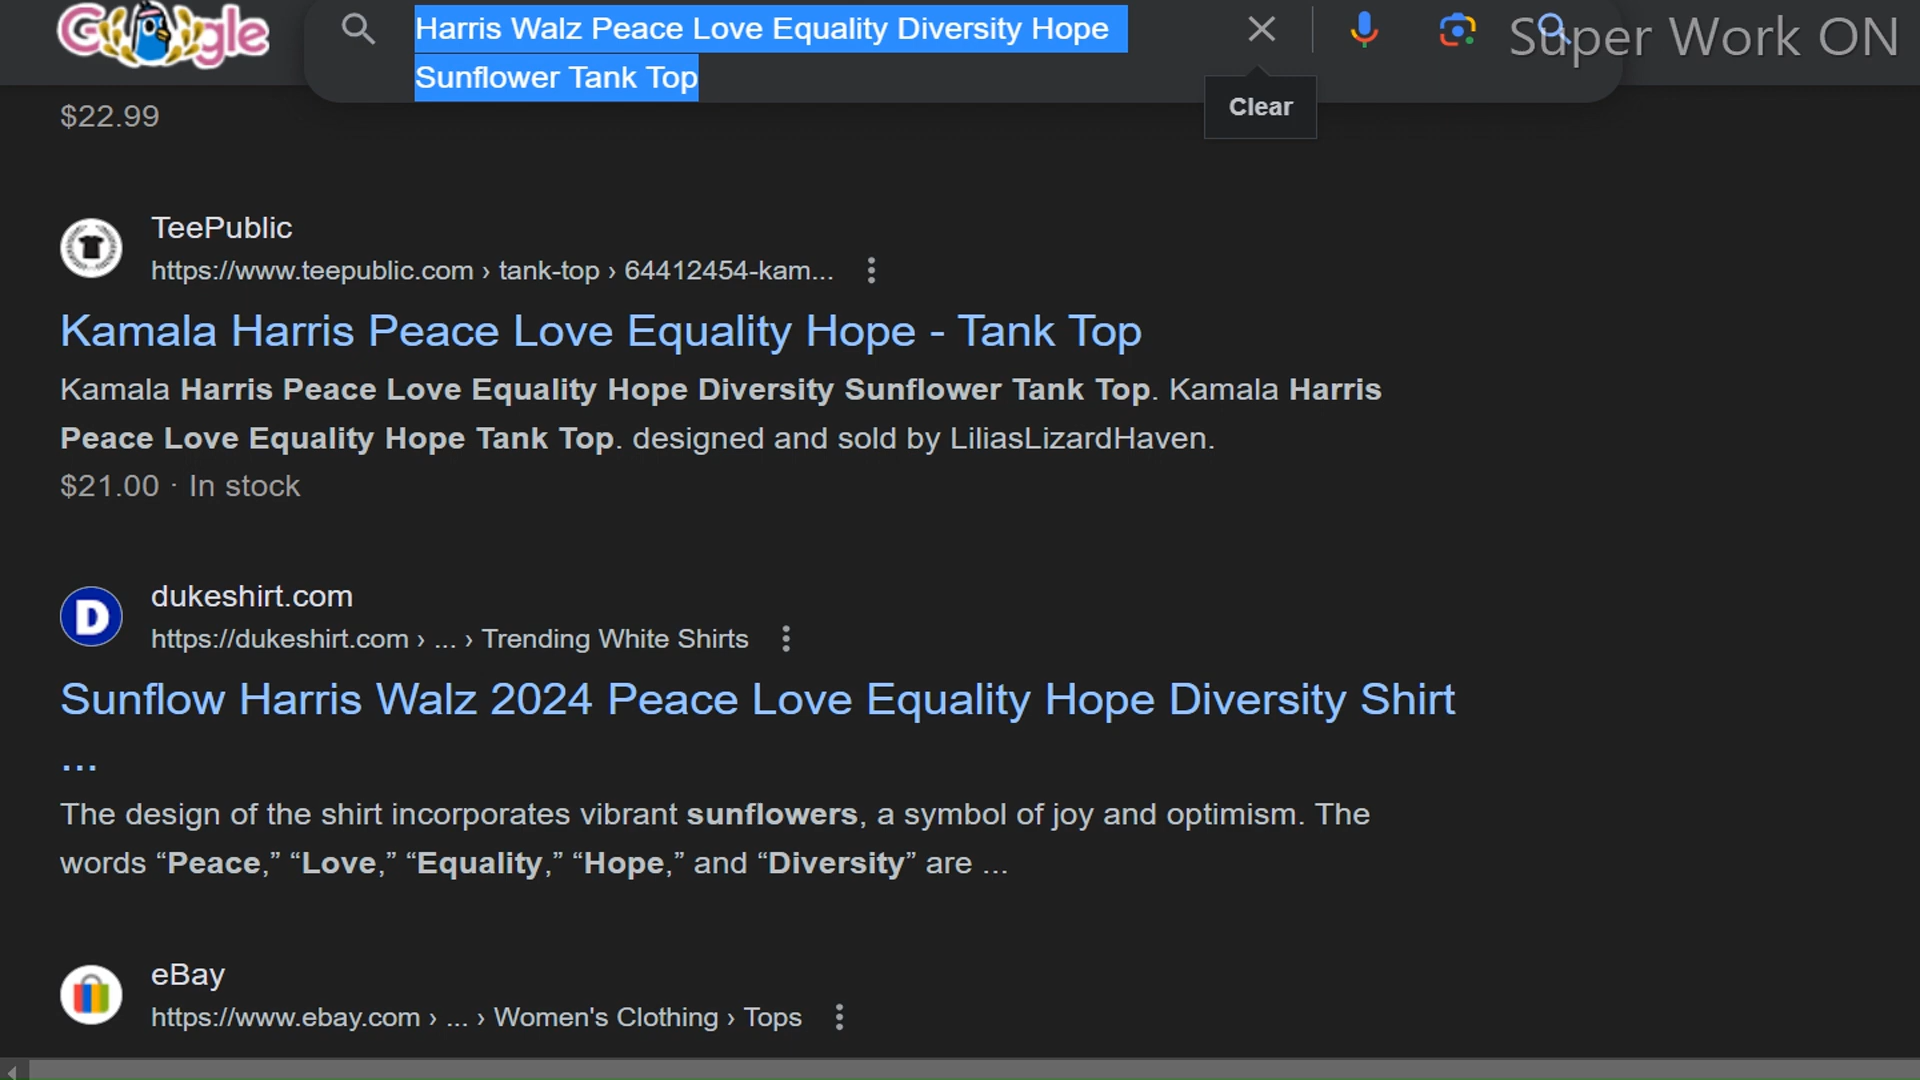 Google
Harris Walz Peace Love Equality Diversity Hope
Sunflower Tank Top
Super Work ON
Clear
$22.99
TeePublic
https://www.teepublic.com › tank-top › 64412454-kam...
Kamala Harris Peace Love Equality Hope - Tank Top
Kamala Harris Peace Love Equality Hope Diversity Sunflower Tank Top. Kamala Harris
Peace Love Equality Hope Tank Top. designed and sold by LiliasLizardHaven.
$21.00 · In stock
D
dukeshirt.com
https://dukeshirt.com › ... › Trending White Shirts
Sunflow Harris Walz 2024 Peace Love Equality Hope Diversity Shirt
...
The design of the shirt incorporates vibrant sunflowers, a symbol of joy and optimism. The
words “Peace,” “Love,” “Equality,” “Hope,” and “Diversity” are ...
eBay
https://www.ebay.com › ... › Women's Clothing › Tops